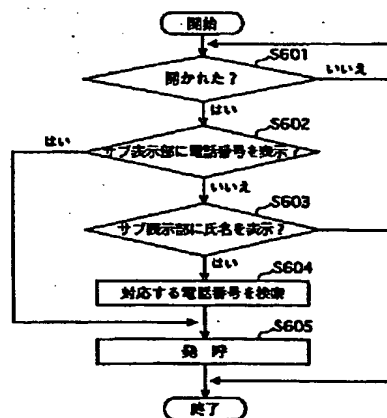 開始
S601
開かれた？
いいえ
はい
S602
はい
サブ表示部に電話番号を表示？
いいえ
S603
サブ表示部に氏名を表示？
はい
S604
対応する電話番号を検索
S605
発 呼
終了